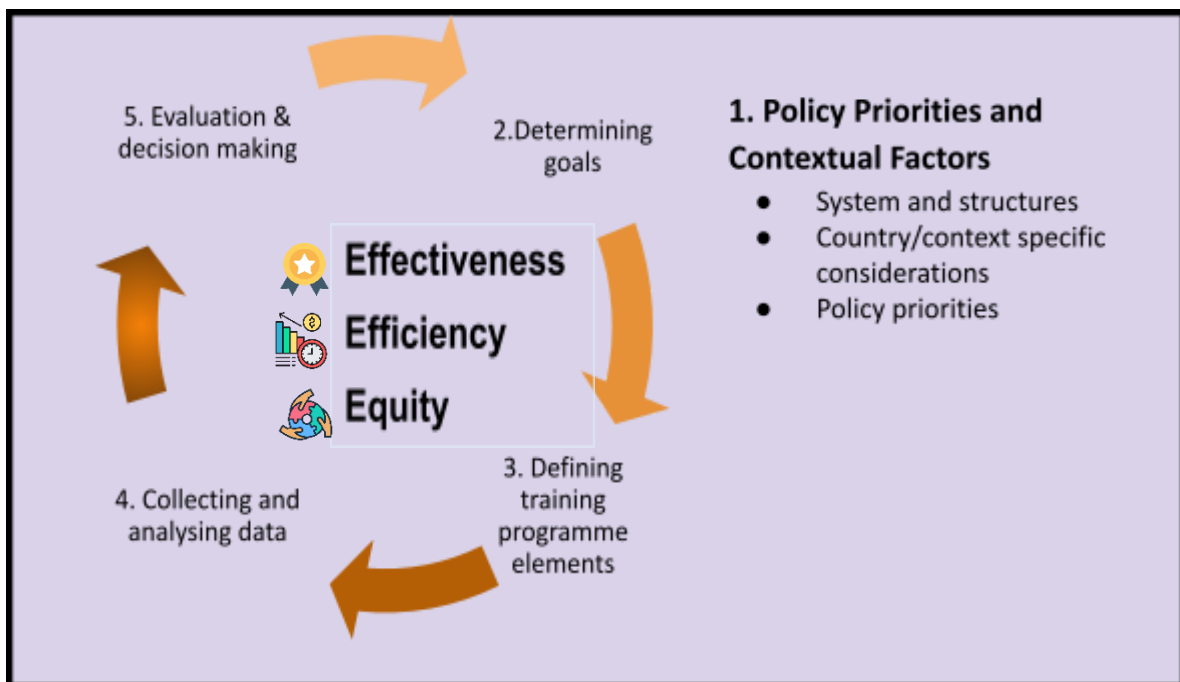 1. Policy Priorities and
Contextual Factors
● System and structures
● Country/context specific
considerations
● Policy priorities
2.Determining
goals
3. Defining
training
programme
elements
4. Collecting and
analysing data
5. Evaluation &
decision making
Effectiveness
Efficiency
Equity